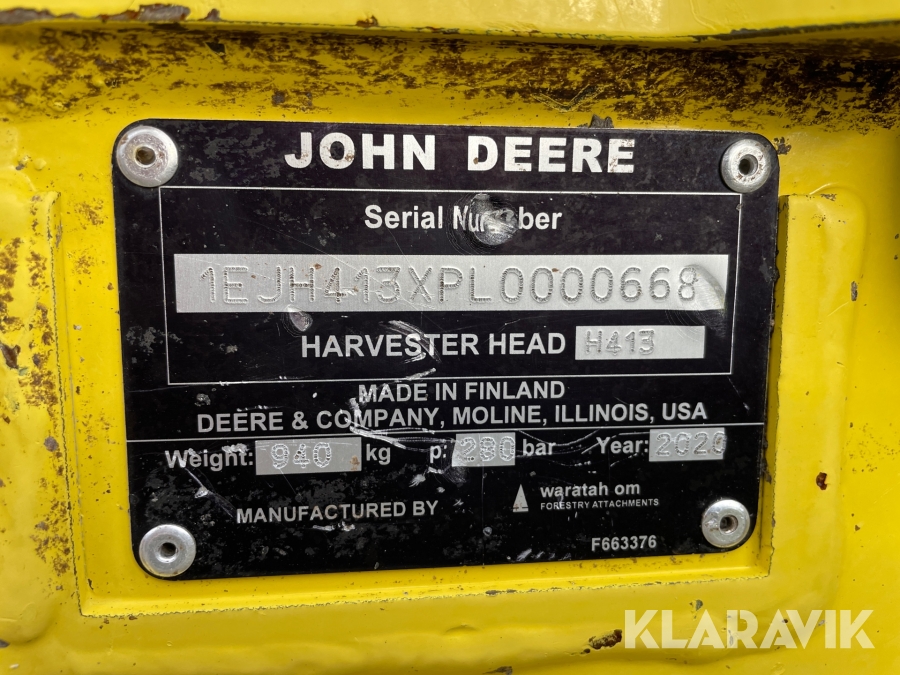 JOHN DEERE
Serial Number
1EJH413XPL0000668
HARVESTER HEAD H413
MADE IN FINLAND
DEERE & COMPANY, MOLINE, ILLINOIS, USA
Weight: 940 kg p: 280 bar Year: 2020
MANUFACTURED BY waratah om
FORESTRY ATTACHMENTS
F663376
KLARAVIK